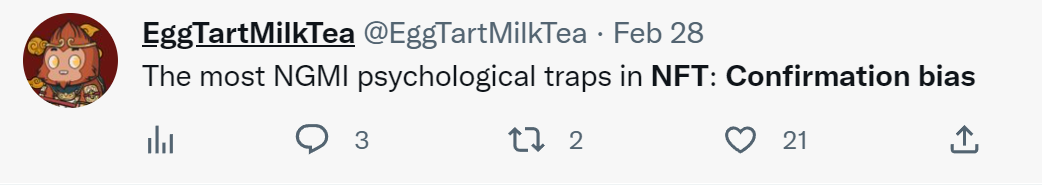 EggTartMilkTea @EggTartMilkTea · Feb 28
The most NGMI psychological traps in NFT: Confirmation bias
3 2 21